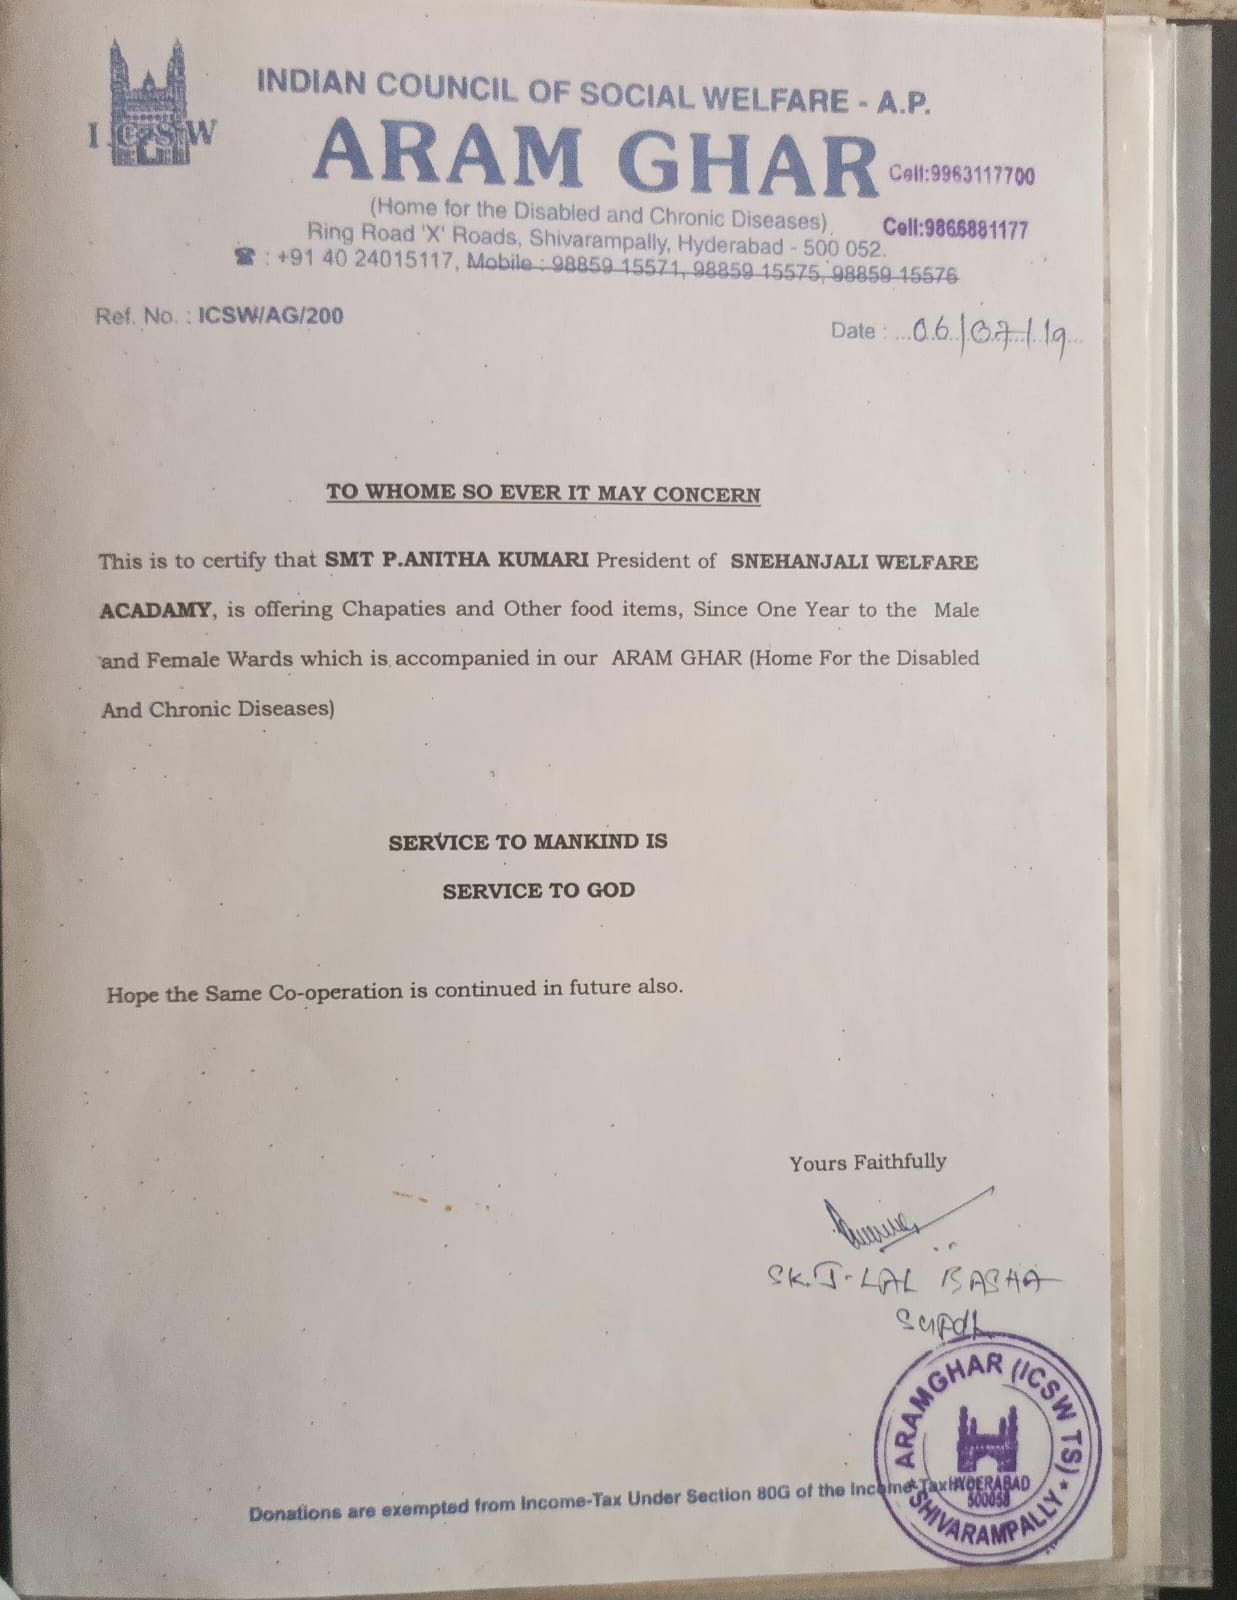 I.C.S.W
INDIAN COUNCIL OF SOCIAL WELFARE - A.P.
ARAM GHAR
Cell:9963117700
(Home for the Disabled and Chronic Diseases)
Cell:9866881177
Ring Road 'X' Roads, Shivarampally, Hyderabad - 500 052.
☎ : +91 40 24015117, Mobile : 98859 15571, 98859 15575, 98859 15576
Ref. No. : ICSW/AG/200
Date : ...06/07/19...
TO WHOME SO EVER IT MAY CONCERN
This is to certify that SMT P.ANITHA KUMARI President of SNEHANJALI WELFARE
ACADAMY, is offering Chapaties and Other food items, Since One Year to the Male
and Female Wards which is accompanied in our ARAM GHAR (Home For the Disabled
And Chronic Diseases)
SERVICE TO MANKIND IS
SERVICE TO GOD
Hope the Same Co-operation is continued in future also.
Yours Faithfully
SK.J-LAL BASHA
Supdt
ARAMGHAR (ICSW TS)
HYDERABAD
SHIVARAMPALLY
Donations are exempted from Income-Tax Under Section 80G of the Income-Tax